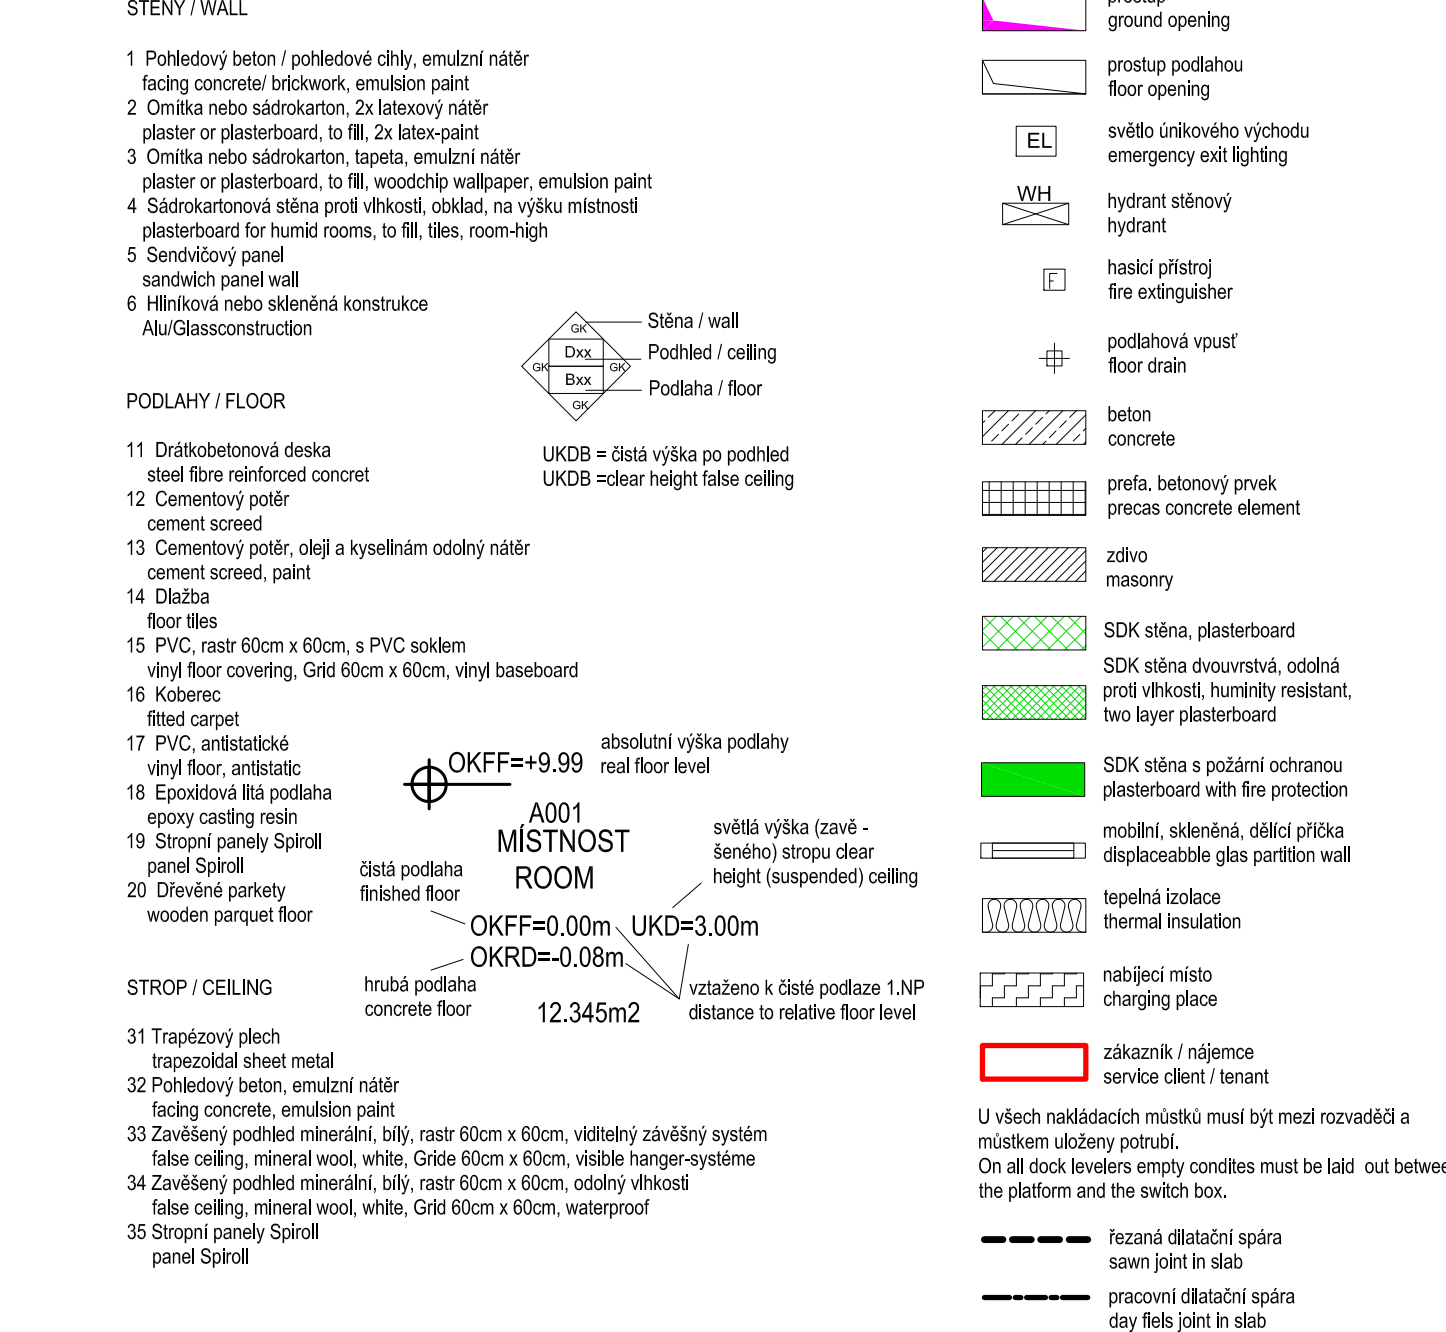 STĚNY / WALL
1 Pohledový beton / pohledové cihly, emulzní nátěr
facing concrete/ brickwork, emulsion paint
2 Omítka nebo sádrokarton, 2x latexový nátěr
plaster or plasterboard, to fill, 2x latex-paint
3 Omítka nebo sádrokarton, tapeta, emulzní nátěr
plaster or plasterboard, to fill, woodchip wallpaper, emulsion paint
4 Sádrokartonová stěna proti vlhkosti, obklad, na výšku místnosti
plasterboard for humid rooms, to fill, tiles, room-high
5 Sendvičový panel
sandwich panel wall
6 Hliníková nebo skleněná konstrukce
Alu/Glassconstruction
GK
Dxx
GK
GK
Bxx
GK
Stěna / wall
Podhled / ceiling
Podlaha / floor
UKDB = čistá výška po podhled
UKDB =clear height false ceiling
PODLAHY / FLOOR
11 Drátkobetonová deska
steel fibre reinforced concret
12 Cementový potěr
cement screed
13 Cementový potěr, oleji a kyselinám odolný nátěr
cement screed, paint
14 Dlažba
floor tiles
15 PVC, rastr 60cm x 60cm, s PVC soklem
vinyl floor covering, Grid 60cm x 60cm, vinyl baseboard
16 Koberec
fitted carpet
17 PVC, antistatické
vinyl floor, antistatic
18 Epoxidová litá podlaha
epoxy casting resin
19 Stropní panely Spiroll
panel Spiroll
20 Dřevěné parkety
wooden parquet floor
OKFF=+9.99
absolutní výška podlahy
real floor level
A001
MÍSTNOST
ROOM
čistá podlaha
finished floor
světlá výška (zavě -
šeného) stropu clear
height (suspended) ceiling
OKFF=0.00m
UKD=3.00m
OKRD=-0.08m
hrubá podlaha
concrete floor
12.345m2
vztaženo k čisté podlaze 1.NP
distance to relative floor level
STROP / CEILING
31 Trapézový plech
trapezoidal sheet metal
32 Pohledový beton, emulzní nátěr
facing concrete, emulsion paint
33 Zavěšený podhled minerální, bílý, rastr 60cm x 60cm, viditelný závěšný systém
false ceiling, mineral wool, white, Gride 60cm x 60cm, visible hanger-systéme
34 Zavěšený podhled minerální, bílý, rastr 60cm x 60cm, odolný vlhkosti
false ceiling, mineral wool, white, Grid 60cm x 60cm, waterproof
35 Stropní panely Spiroll
panel Spiroll
prostup
ground opening
prostup podlahou
floor opening
EL
světlo únikového východu
emergency exit lighting
WH
hydrant stěnový
hydrant
F
hasicí přístroj
fire extinguisher
podlahová vpusť
floor drain
beton
concrete
prefa. betonový prvek
precas concrete element
zdivo
masonry
SDK stěna, plasterboard
SDK stěna dvouvrstvá, odolná
proti vlhkosti, huminity resistant,
two layer plasterboard
SDK stěna s požární ochranou
plasterboard with fire protection
mobilní, skleněná, dělící příčka
displaceabble glas partition wall
tepelná izolace
thermal insulation
nabíjecí místo
charging place
zákazník / nájemce
service client / tenant
U všech nakládacích můstků musí být mezi rozvaděči a
můstkem uloženy potrubí.
On all dock levelers empty condites must be laid out betwee
the platform and the switch box.
řezaná dilatační spára
sawn joint in slab
pracovní dilatační spára
day fiels joint in slab